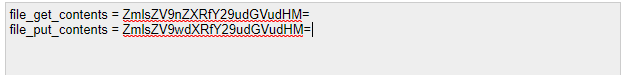 file_get_contents = ZmlsZV9nZXRfY29udGVudHM=
file_put_contents = ZmlsZV9wdXRfY29udGVudHM=